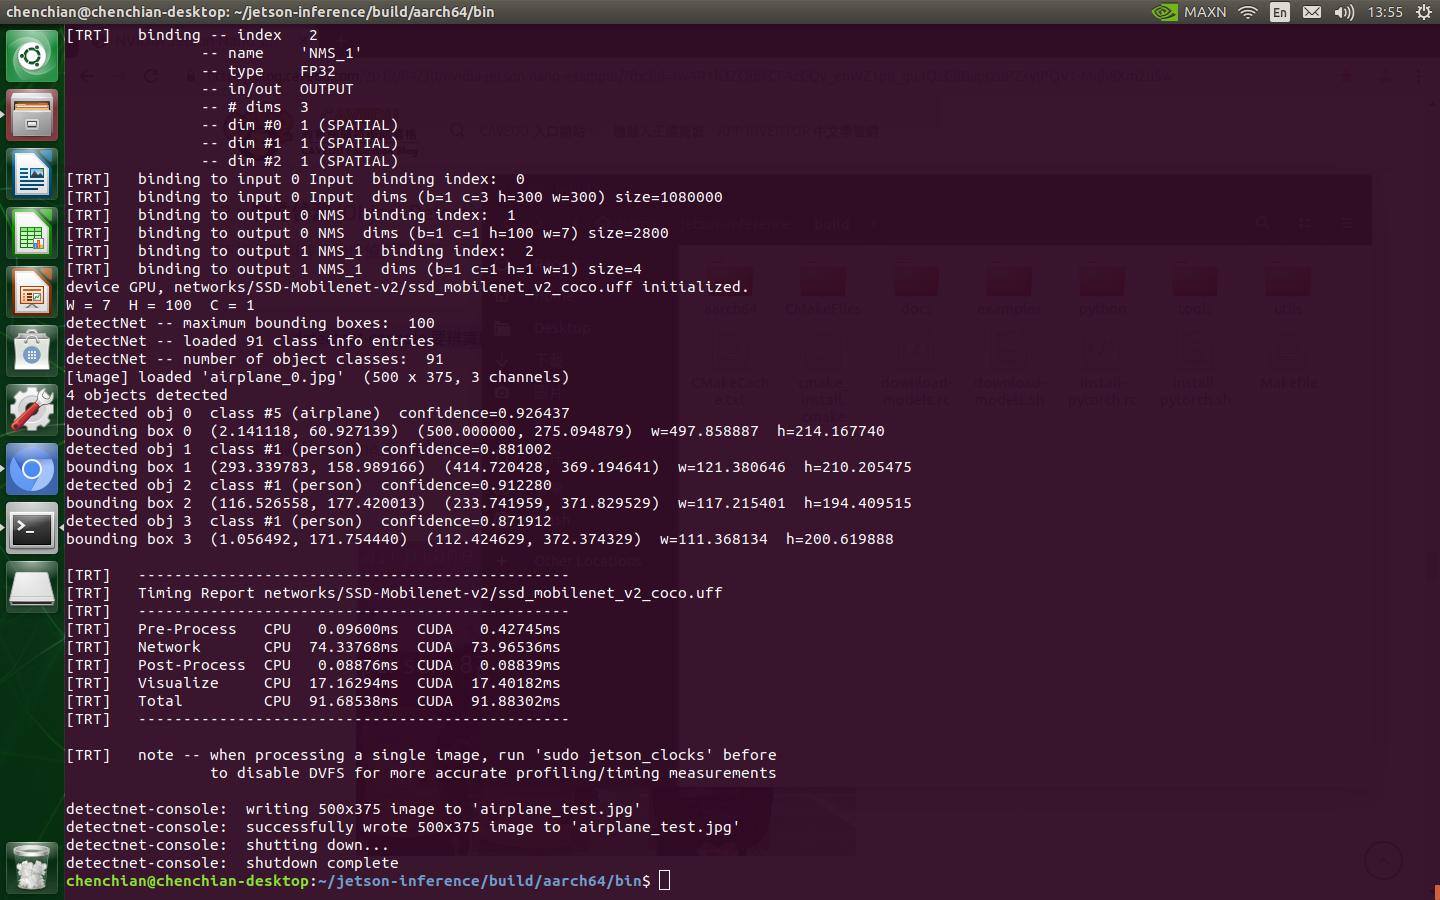 chenchian@chenchian-desktop: ~/jetson-inference/build/aarch64/bin
MAXN En 13:55
[TRT] binding -- index 2
-- name 'NMS_1'
-- type FP32
-- in/out OUTPUT
-- # dims 3
-- dim #0 1 (SPATIAL)
-- dim #1 1 (SPATIAL)
-- dim #2 1 (SPATIAL)
[TRT] binding to input 0 Input binding index: 0
[TRT] binding to input 0 Input dims (b=1 c=3 h=300 w=300) size=1080000
[TRT] binding to output 0 NMS binding index: 1
[TRT] binding to output 0 NMS dims (b=1 c=1 h=100 w=7) size=2800
[TRT] binding to output 1 NMS_1 binding index: 2
[TRT] binding to output 1 NMS_1 dims (b=1 c=1 h=1 w=1) size=4
device GPU, networks/SSD-Mobilenet-v2/ssd_mobilenet_v2_coco.uff initialized.
W = 7 H = 100 C = 1
detectNet -- maximum bounding boxes: 100
detectNet -- loaded 91 class info entries
detectNet -- number of object classes: 91
[image] loaded 'airplane_0.jpg' (500 x 375, 3 channels)
4 objects detected
detected obj 0 class #5 (airplane) confidence=0.926437
bounding box 0 (2.141118, 60.927139) (500.000000, 275.094879) w=497.858887 h=214.167740
detected obj 1 class #1 (person) confidence=0.881002
bounding box 1 (293.339783, 158.989166) (414.720428, 369.194641) w=121.380646 h=210.205475
detected obj 2 class #1 (person) confidence=0.912280
bounding box 2 (116.526558, 177.420013) (233.741959, 371.829529) w=117.215401 h=194.409515
detected obj 3 class #1 (person) confidence=0.871912
bounding box 3 (1.056492, 171.754440) (112.424629, 372.374329) w=111.368134 h=200.619888
[TRT] ------------------------------------------------
[TRT] Timing Report networks/SSD-Mobilenet-v2/ssd_mobilenet_v2_coco.uff
[TRT] ------------------------------------------------
[TRT] Pre-Process CPU 0.09600ms CUDA 0.42745ms
[TRT] Network CPU 74.33768ms CUDA 73.96536ms
[TRT] Post-Process CPU 0.08876ms CUDA 0.08839ms
[TRT] Visualize CPU 17.16294ms CUDA 17.40182ms
[TRT] Total CPU 91.68538ms CUDA 91.88302ms
[TRT] ------------------------------------------------
[TRT] note -- when processing a single image, run 'sudo jetson_clocks' before
to disable DVFS for more accurate profiling/timing measurements
detectnet-console: writing 500x375 image to 'airplane_test.jpg'
detectnet-console: successfully wrote 500x375 image to 'airplane_test.jpg'
detectnet-console: shutting down...
detectnet-console: shutdown complete
chenchian@chenchian-desktop:~/jetson-inference/build/aarch64/bin$